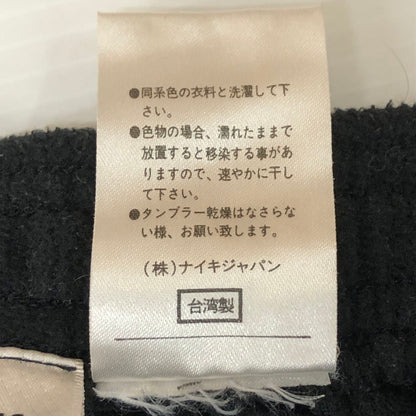 ●同系色の衣料と洗濯して下
さい。
●色物の場合、濡れたままで
放置すると移染する事があ
りますので、速やかに干し
て下さい。
●タンブラー乾燥はなさらな
い様、お願い致します。
(株)ナイキジャパン
台湾製